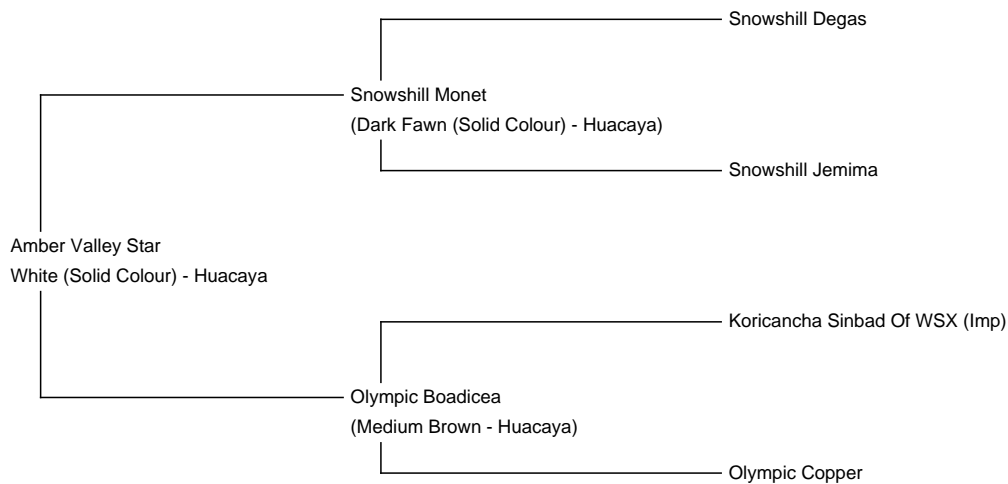 Snowshill Degas
Snowshill Monet
(Dark Fawn (Solid Colour) - Huacaya)
Snowshill Jemima
Amber Valley Star
White (Solid Colour) - Huacaya
Koricancha Sinbad Of WSX (Imp)
Olympic Boadicea
(Medium Brown - Huacaya)
Olympic Copper